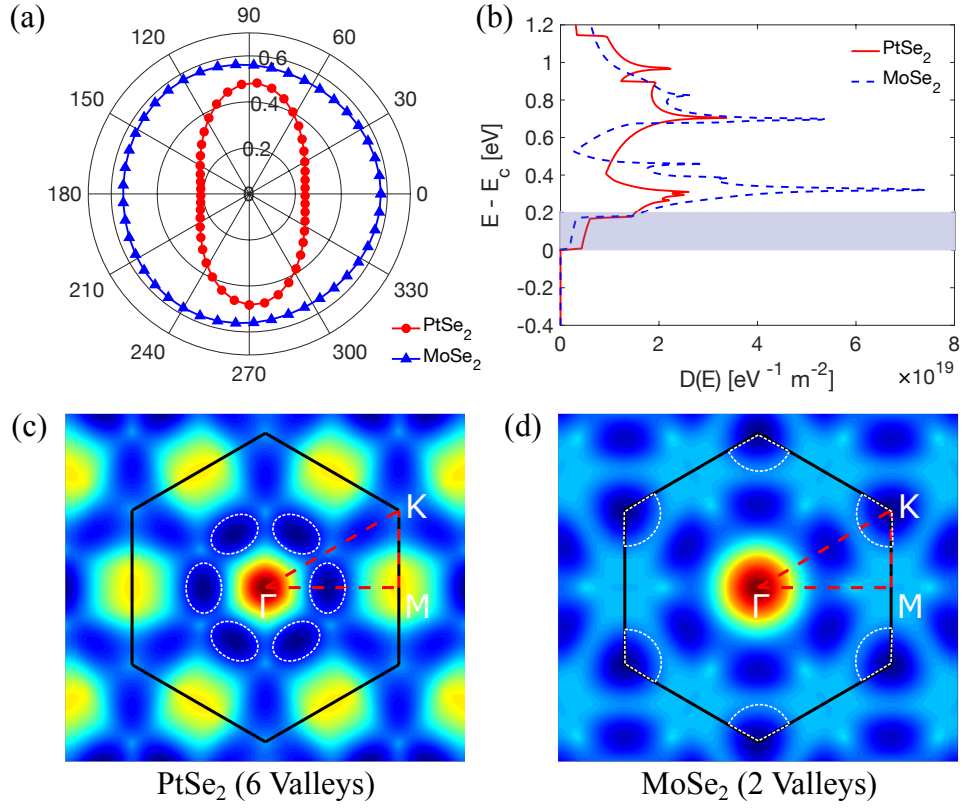 (a)
90
120
60
0.6
150
0.4
30
0.2
180
0
0
210
330
240
300
270
PtSe2
MoSe2
(b)
1.2
1
0.8
0.6
0.4
0.2
0
-0.2
-0.4
E - Ec [eV]
PtSe2
MoSe2
0 2 4 6 8
D(E) [eV -1 m-2] ×10 19
(c)
K
Γ
M
PtSe2 (6 Valleys)
(d)
K
Γ
M
MoSe2 (2 Valleys)